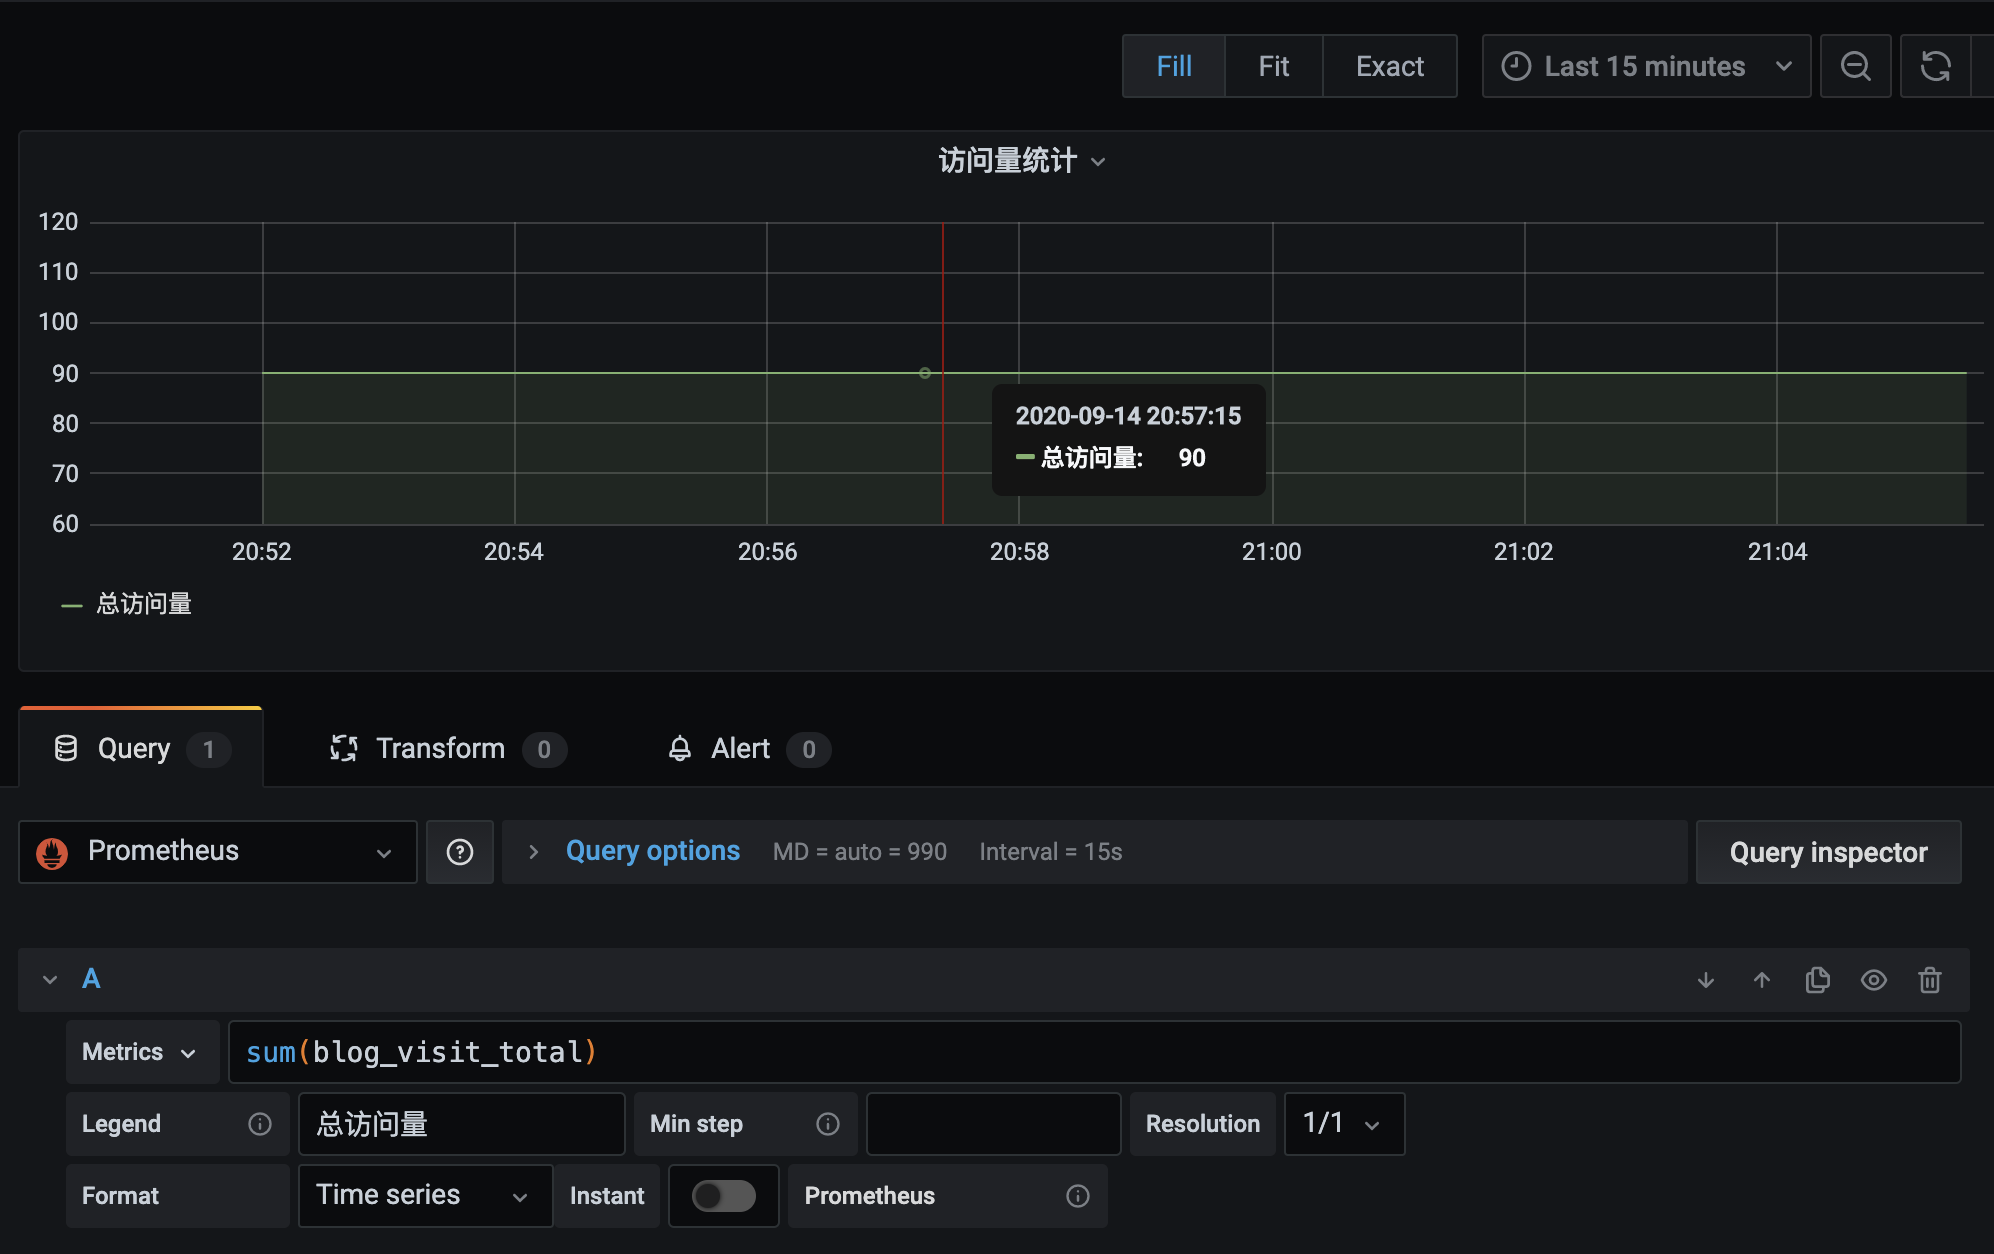 Fill Fit Exact Last 15 minutes
访问量统计
120
110
100
90
80
70
60
20:52 20:54 20:56 20:58 21:00 21:02 21:04
2020-09-14 20:57:15
总访问量: 90
总访问量
Query 1 Transform 0 Alert 0
Prometheus Query options MD = auto = 990 Interval = 15s Query inspector
A
Metrics sum(blog_visit_total)
Legend 总访问量 Min step Resolution 1/1
Format Time series Instant Prometheus